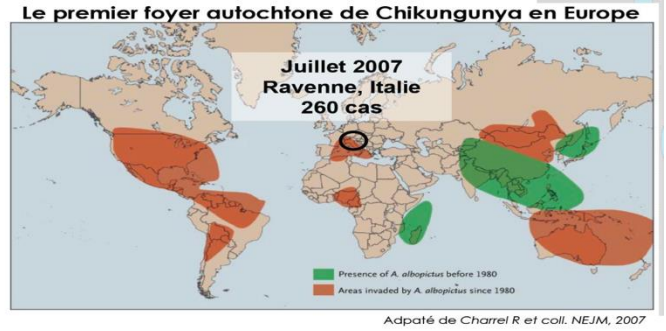 Le premier foyer autochtone de Chikungunya en Europe
Juillet 2007
Ravenne, Italie
260 cas
Presence of A. albopictus before 1980
Areas invaded by A. albopictus since 1980
Adpaté de Charrel R et coll. NEJM, 2007